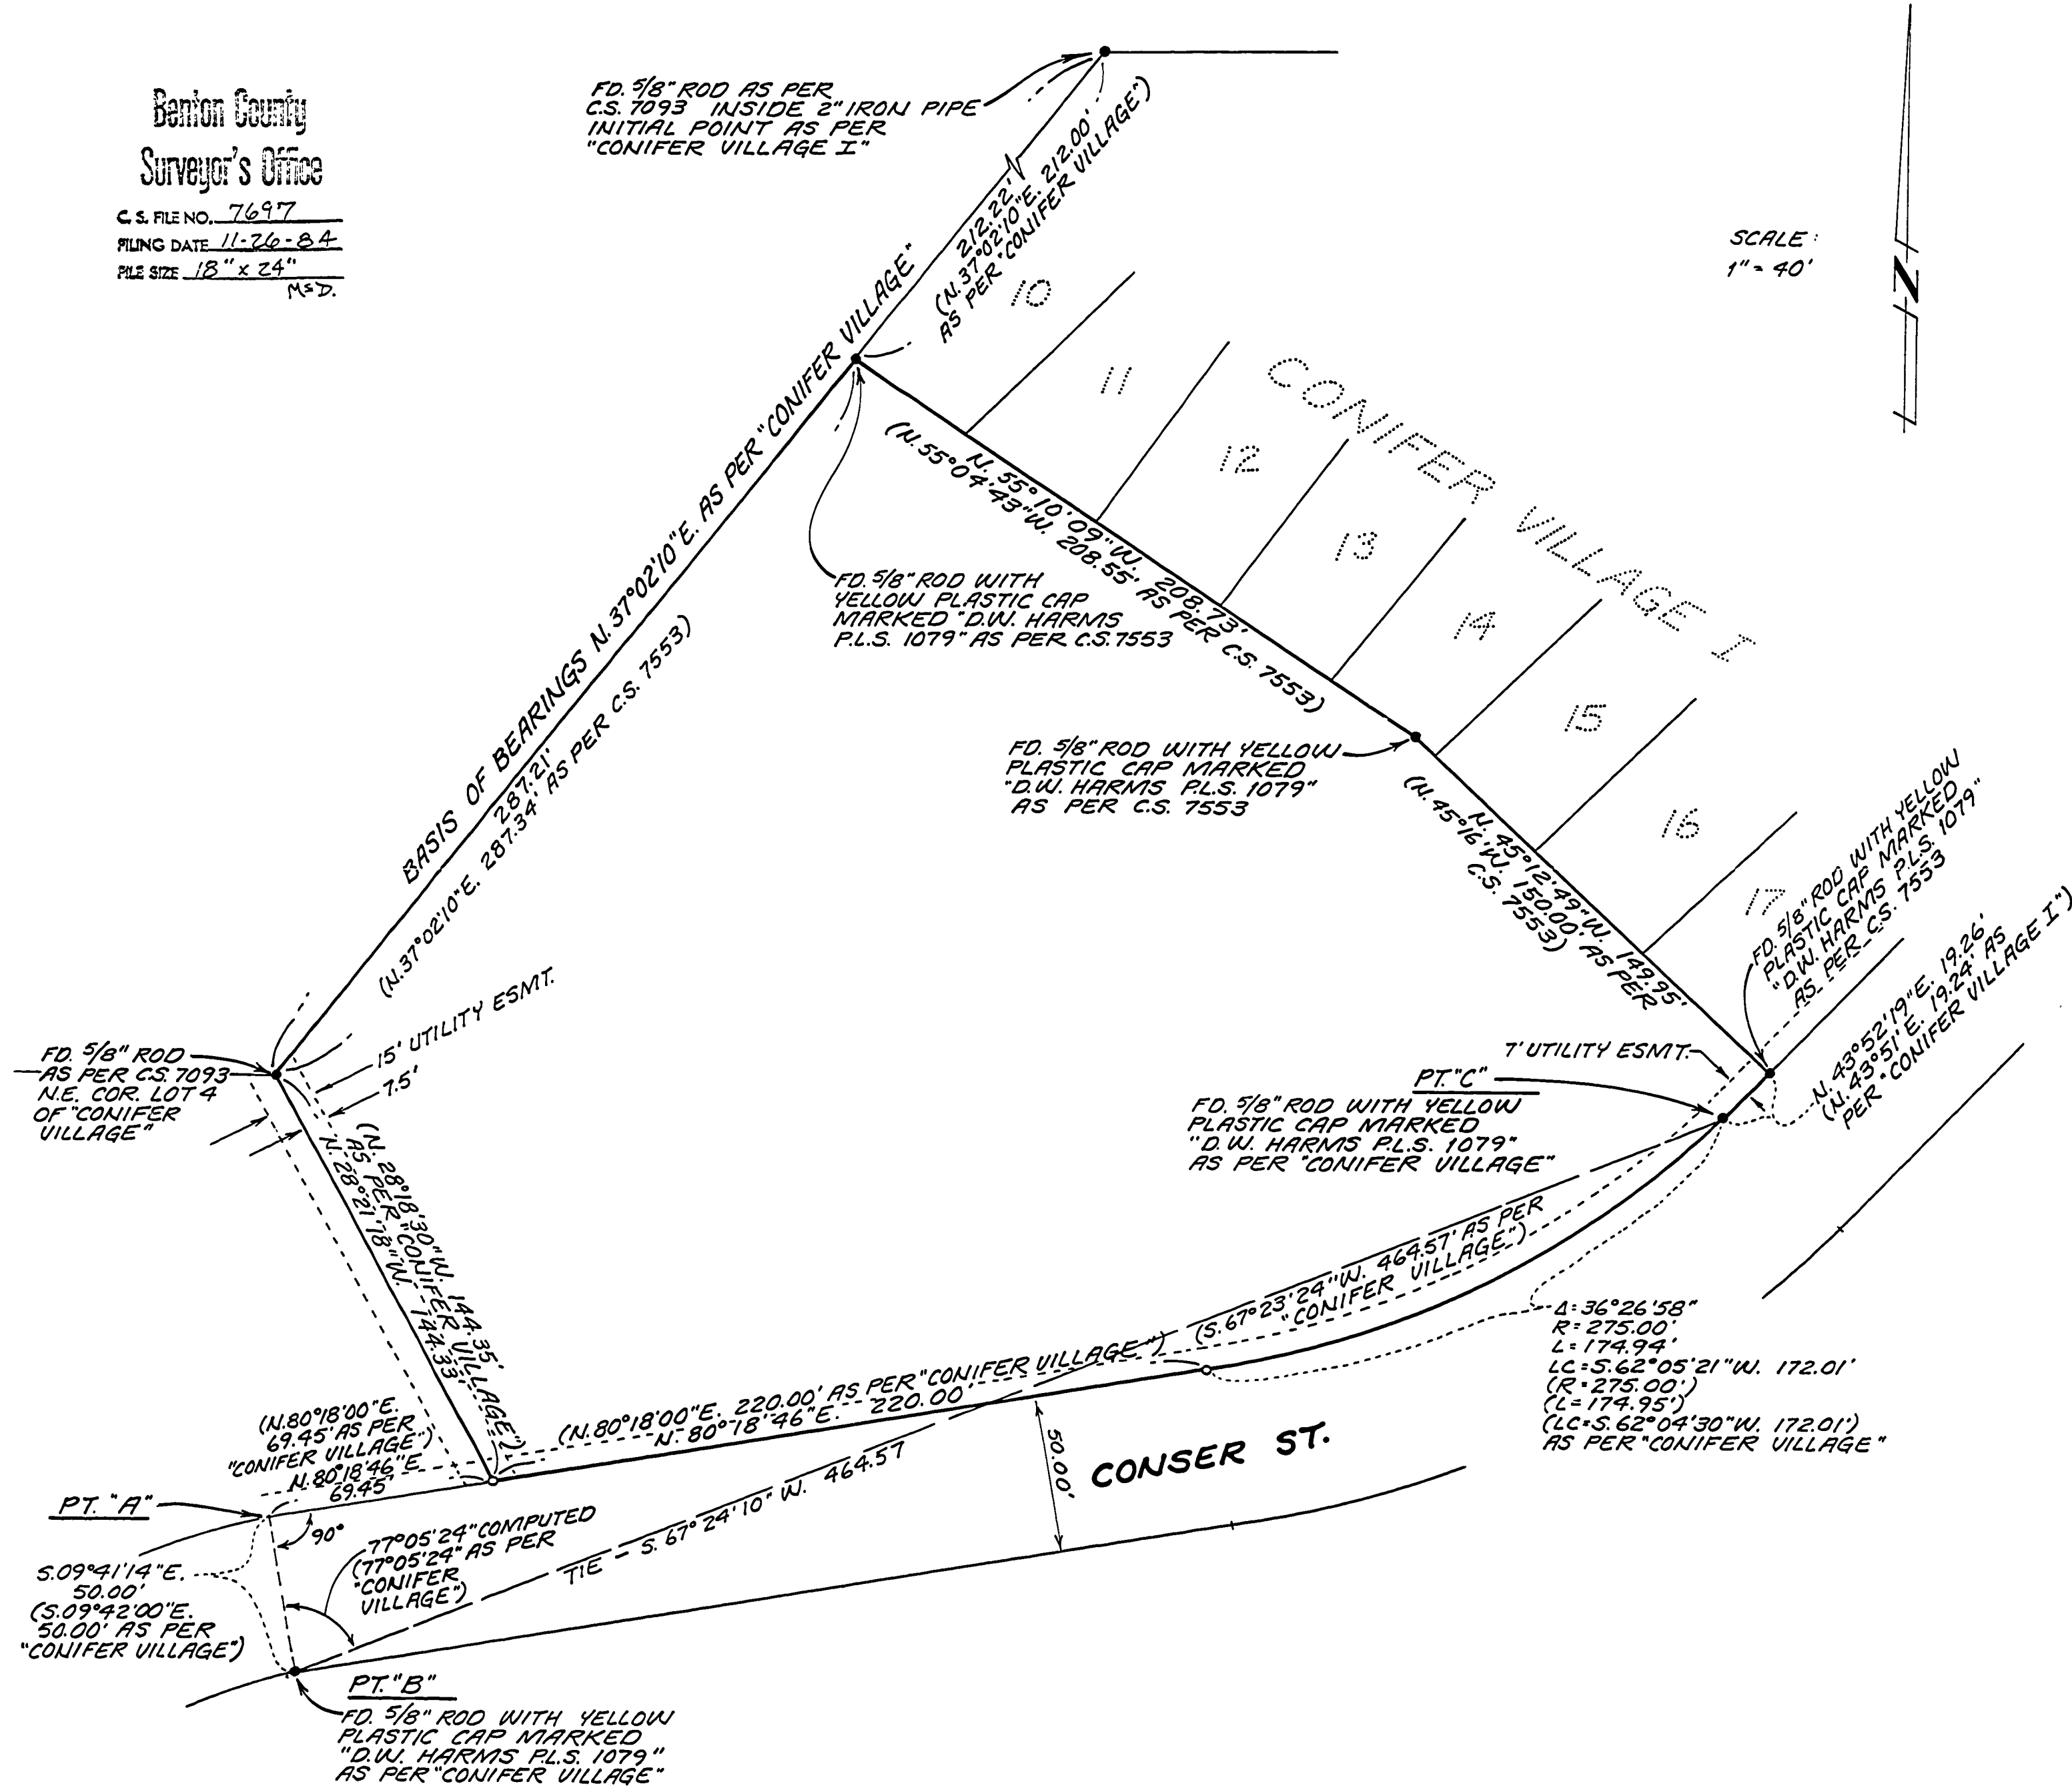 Benton County
Surveyor's Office
C.S. FILE NO. 7697
FILING DATE 11-26-84
FILE SIZE 18" x 24"
McD.
FD. 5/8" ROD AS PER
C.S. 7093 INSIDE 2" IRON PIPE
INITIAL POINT AS PER
"CONIFER VILLAGE I"
212.22'
(N.37°02'10"E. 212.00'
AS PER "CONIFER VILLAGE")
SCALE:
1" = 40'
N
BASIS OF BEARINGS N.37°02'10"E. AS PER "CONIFER VILLAGE"
287.21'
(N.37°02'10"E. 287.34' AS PER C.S. 7553)
10
11
12
13
14
15
16
17
CONIFER VILLAGE I
N. 55°10'09"W. 208.73'
(N.55°04'43"W. 208.55' AS PER C.S. 7553)
FD. 5/8" ROD WITH
YELLOW PLASTIC CAP
MARKED "D.W. HARMS
P.L.S. 1079" AS PER C.S. 7553
FD. 5/8" ROD WITH YELLOW
PLASTIC CAP MARKED
"D.W. HARMS P.L.S. 1079"
AS PER C.S. 7553
N. 45°12'49"W. 149.95'
(N.45°16'W. 150.00' AS PER
C.S. 7553)
FD. 5/8" ROD WITH YELLOW
PLASTIC CAP MARKED
"D.W. HARMS P.L.S. 1079"
AS PER C.S. 7553
N. 43°52'19"E. 19.26'
(N. 43°51'E. 19.24' AS
PER "CONIFER VILLAGE I")
7' UTILITY ESMT.
PT. "C"
FD. 5/8" ROD WITH YELLOW
PLASTIC CAP MARKED
"D.W. HARMS P.L.S. 1079"
AS PER "CONIFER VILLAGE"
15' UTILITY ESMT.
7.5'
FD. 5/8" ROD
AS PER C.S. 7093
N.E. COR. LOT 4
OF "CONIFER
VILLAGE"
(N. 28°18'30"W. 144.35'
AS PER "CONIFER VILLAGE")
N. 28°21'18"W. 144.33'
(S.67°23'24"W. 464.57' AS PER
"CONIFER VILLAGE")
Δ=36°26'58"
R=275.00'
L=174.94'
LC=S.62°05'21"W. 172.01'
(R=275.00')
(L=174.95')
(LC=S.62°04'30"W. 172.01')
AS PER "CONIFER VILLAGE"
(N.80°18'00"E. 220.00' AS PER "CONIFER VILLAGE")
N. 80°18'46"E. 220.00'
(N.80°18'00"E.
69.45' AS PER
"CONIFER VILLAGE")
N.80°18'46"E.
69.45'
50.00'
CONSER ST.
PT. "A"
90°
77°05'24" COMPUTED
(77°05'24" AS PER
"CONIFER
VILLAGE")
TIE - S.67°24'10" W. 464.57
S.09°41'14"E.
50.00'
(S.09°42'00"E.
50.00' AS PER
"CONIFER VILLAGE")
PT. "B"
FD. 5/8" ROD WITH YELLOW
PLASTIC CAP MARKED
"D.W. HARMS P.L.S. 1079"
AS PER "CONIFER VILLAGE"